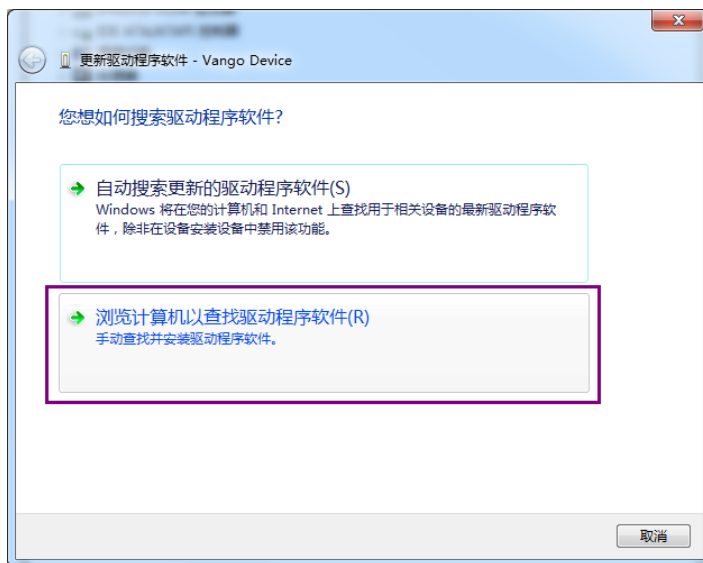 更新驱动程序软件 - Vango Device
您想如何搜索驱动程序软件?
自动搜索更新的驱动程序软件(S)
Windows 将在您的计算机和 Internet 上查找用于相关设备的最新驱动程序软
件，除非在设备安装设备中禁用该功能。
浏览计算机以查找驱动程序软件(R)
手动查找并安装驱动程序软件。
取消